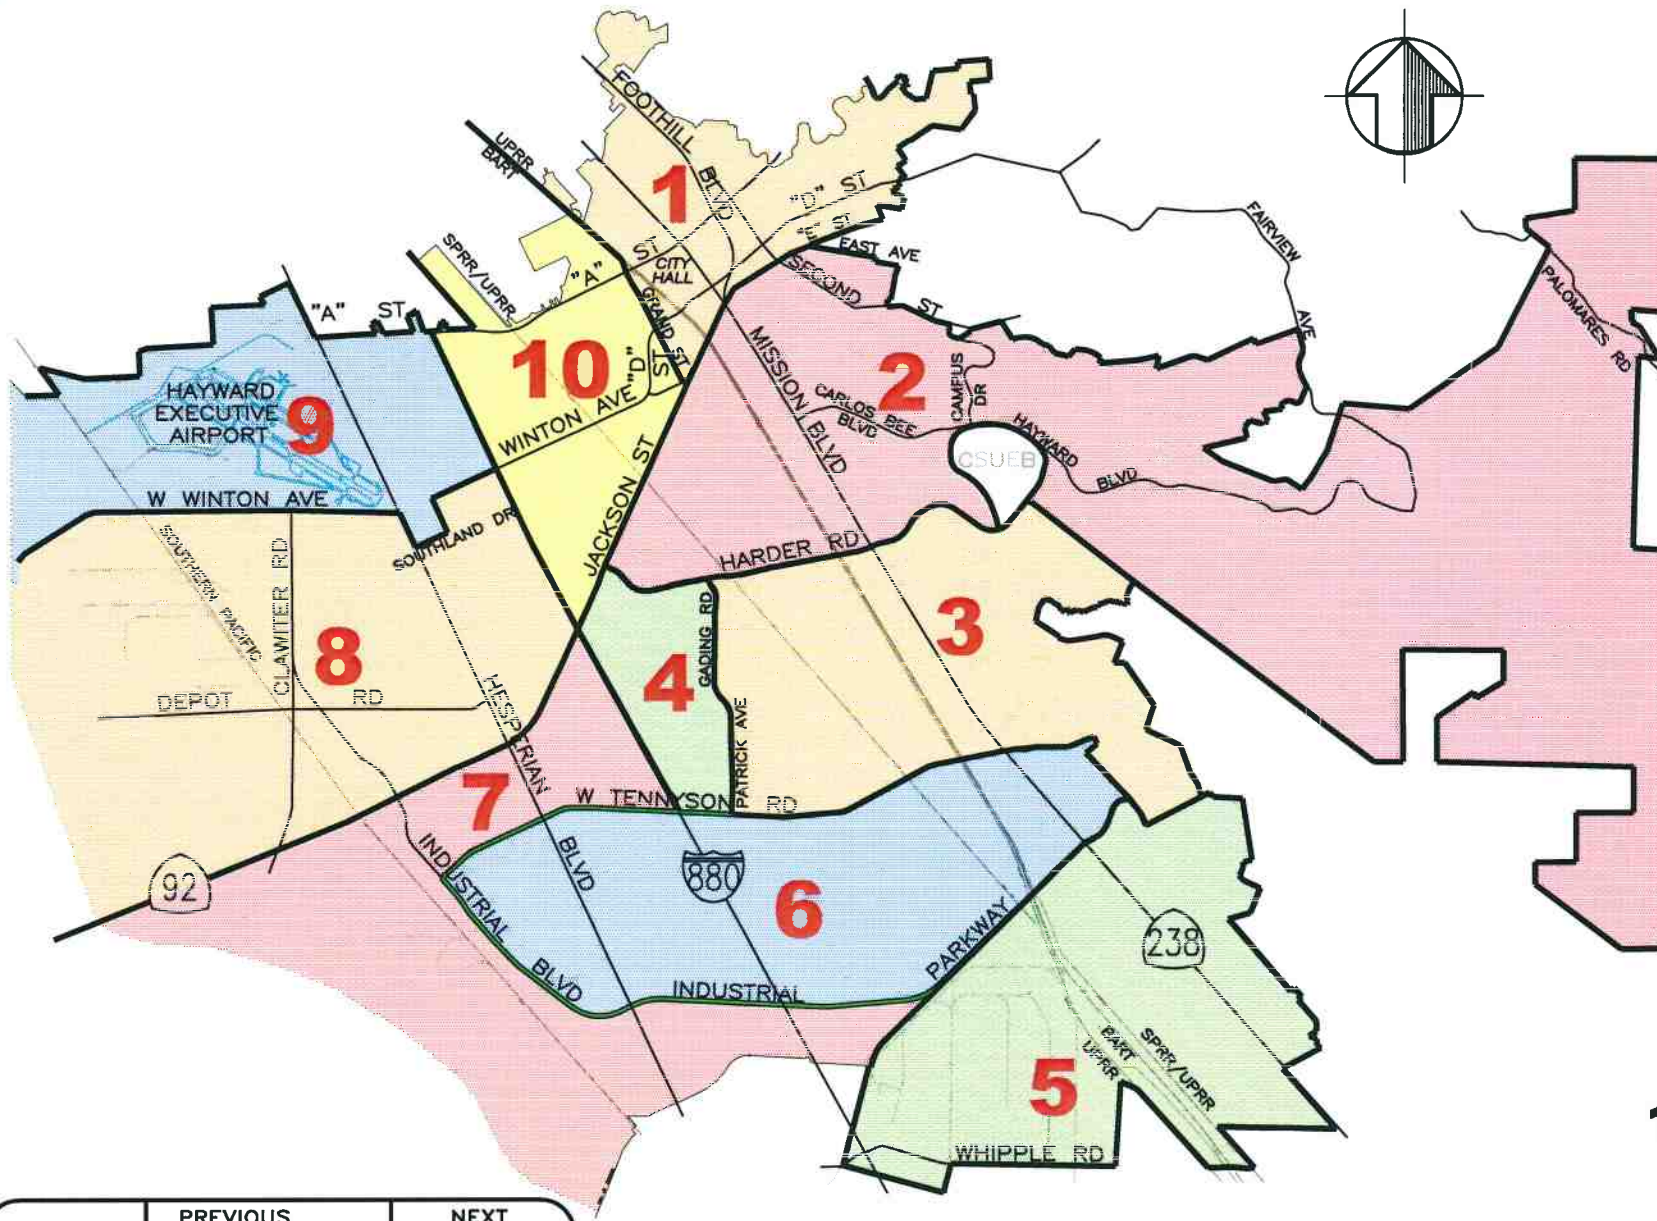 FOOTHILL BLVD
UPRR
BART
1
"D" ST
"E" ST
"A" ST
CITY
HALL
EAST AVE
SECOND ST
FAIRVIEW AVE
PALOMARES RD
SPRR/UPRR
GRAND ST
"A" ST
10
"D" ST
WINTON AVE
MISSION BLVD
2
CAMPUS
DR
CARLOS BEE
BLVD
HAYWARD BLVD
CSUEB
HAYWARD
EXECUTIVE
AIRPORT
9
W WINTON AVE
SOUTHLAND DR
JACKSON ST
HARDER RD
SOUTHERN PACIFIC
CLAWITER RD
8
DEPOT RD
HESPERIAN BLVD
4
GADING RD
PATRICK AVE
3
7
W TENNYSON RD
INDUSTRIAL BLVD
92
880
6
INDUSTRIAL PARKWAY
238
5
BART
UPRR
SPRR/UPRR
WHIPPLE RD
PREVIOUS NEXT